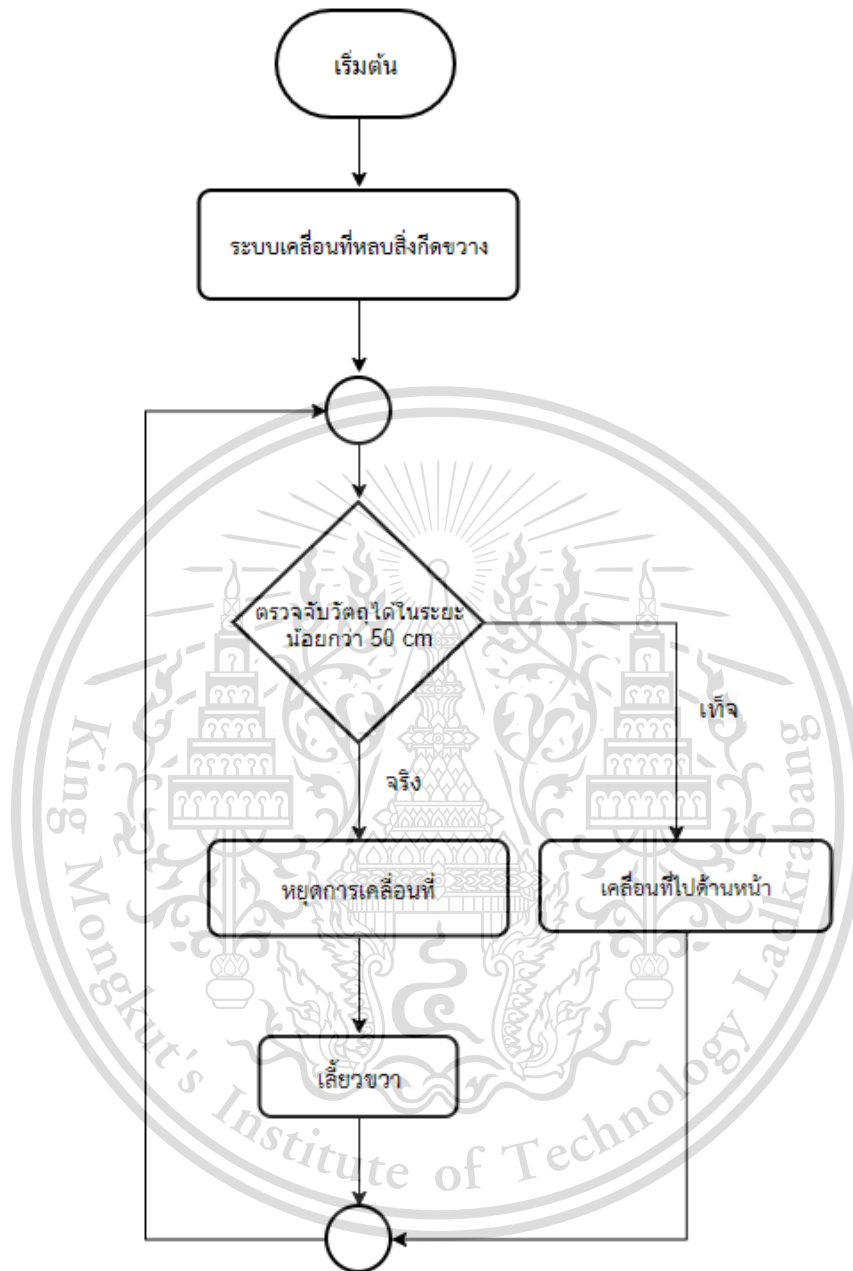 เริ่มต้น
ระบบเคลื่อนที่หลบสิ่งกีดขวาง
ตรวจจับวัตถุได้ในระยะ
น้อยกว่า 50 cm
เท็จ
จริง
หยุดการเคลื่อนที่
เคลื่อนที่ไปด้านหน้า
เลี้ยวขวา
King Mongkut's Institute of Technology Ladkrabang